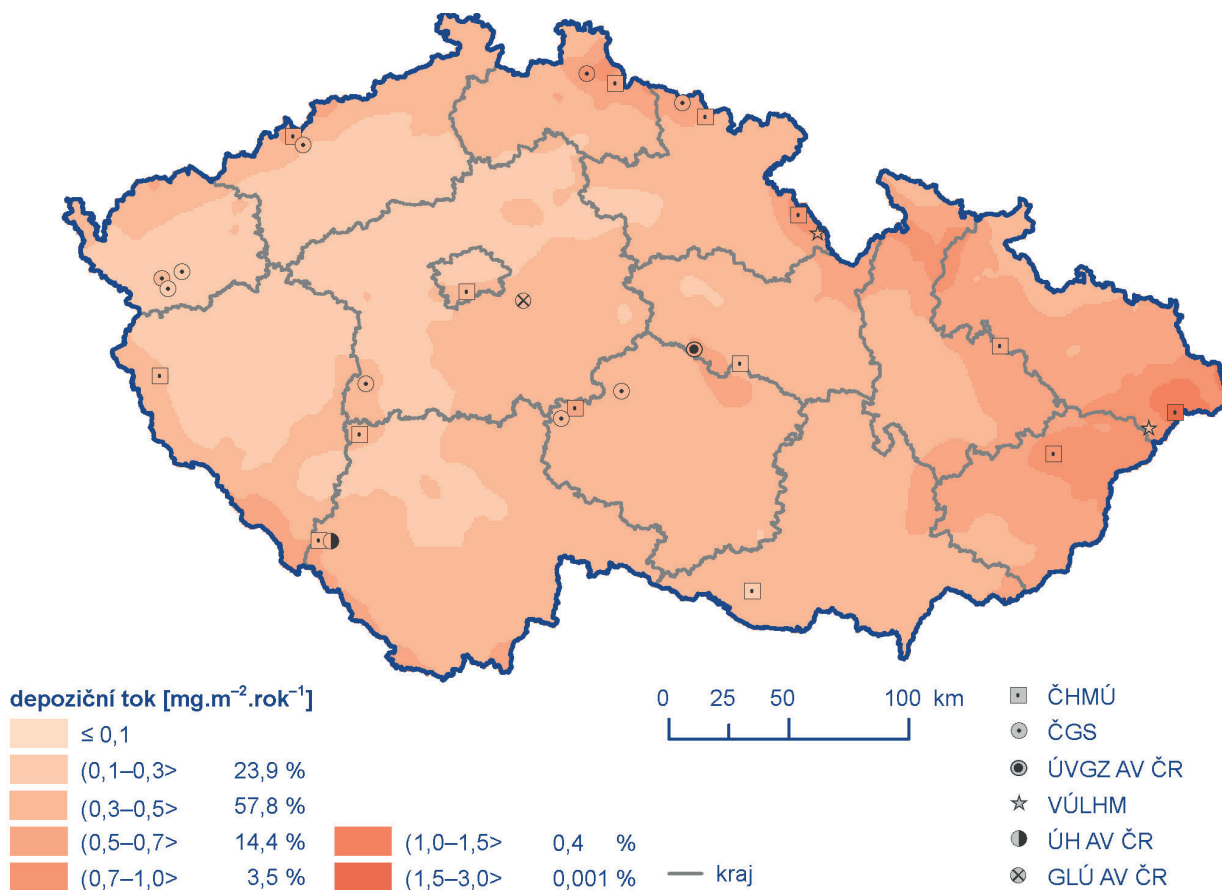 depoziční tok [mg.m⁻².rok⁻¹]
≤ 0,1
(0,1–0,3> 23,9 %
(0,3–0,5> 57,8 %
(0,5–0,7> 14,4 %
(0,7–1,0> 3,5 %
(1,0–1,5> 0,4 %
(1,5–3,0> 0,001 %
0 25 50 100 km
kraj
ČHMÚ
ČGS
ÚVGZ AV ČR
VÚLHM
ÚH AV ČR
GLÚ AV ČR